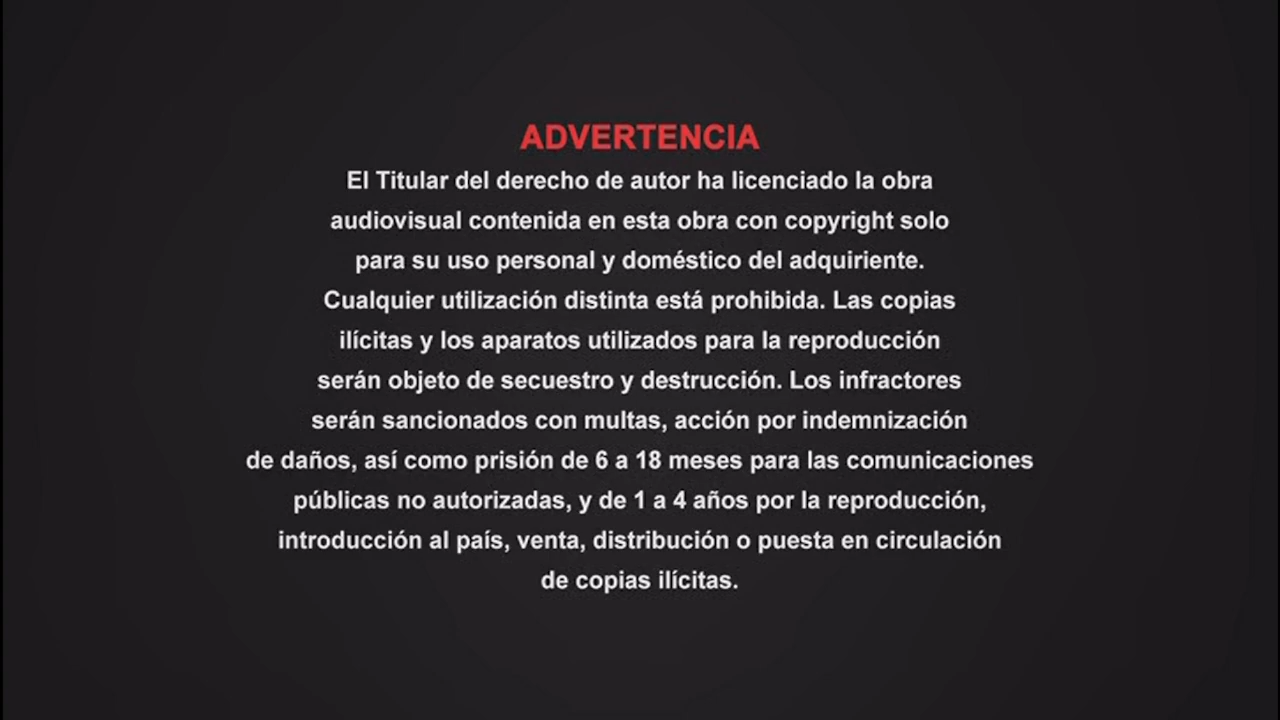 ADVERTENCIA
El Titular del derecho de autor ha licenciado la obra
audiovisual contenida en esta obra con copyright solo
para su uso personal y doméstico del adquiriente.
Cualquier utilización distinta está prohibida. Las copias
ilícitas y los aparatos utilizados para la reproducción
serán objeto de secuestro y destrucción. Los infractores
serán sancionados con multas, acción por indemnización
de daños, así como prisión de 6 a 18 meses para las comunicaciones
públicas no autorizadas, y de 1 a 4 años por la reproducción,
introducción al país, venta, distribución o puesta en circulación
de copias ilícitas.